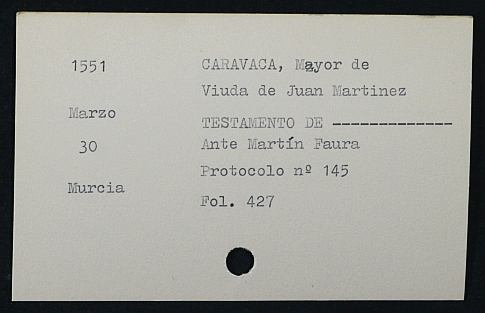 1551
CARAVACA, Mayor de
Viuda de Juan Martinez
Marzo
TESTAMENTO DE -------------
30
Ante Martín Faura
Protocolo nº 145
Murcia
Fol. 427